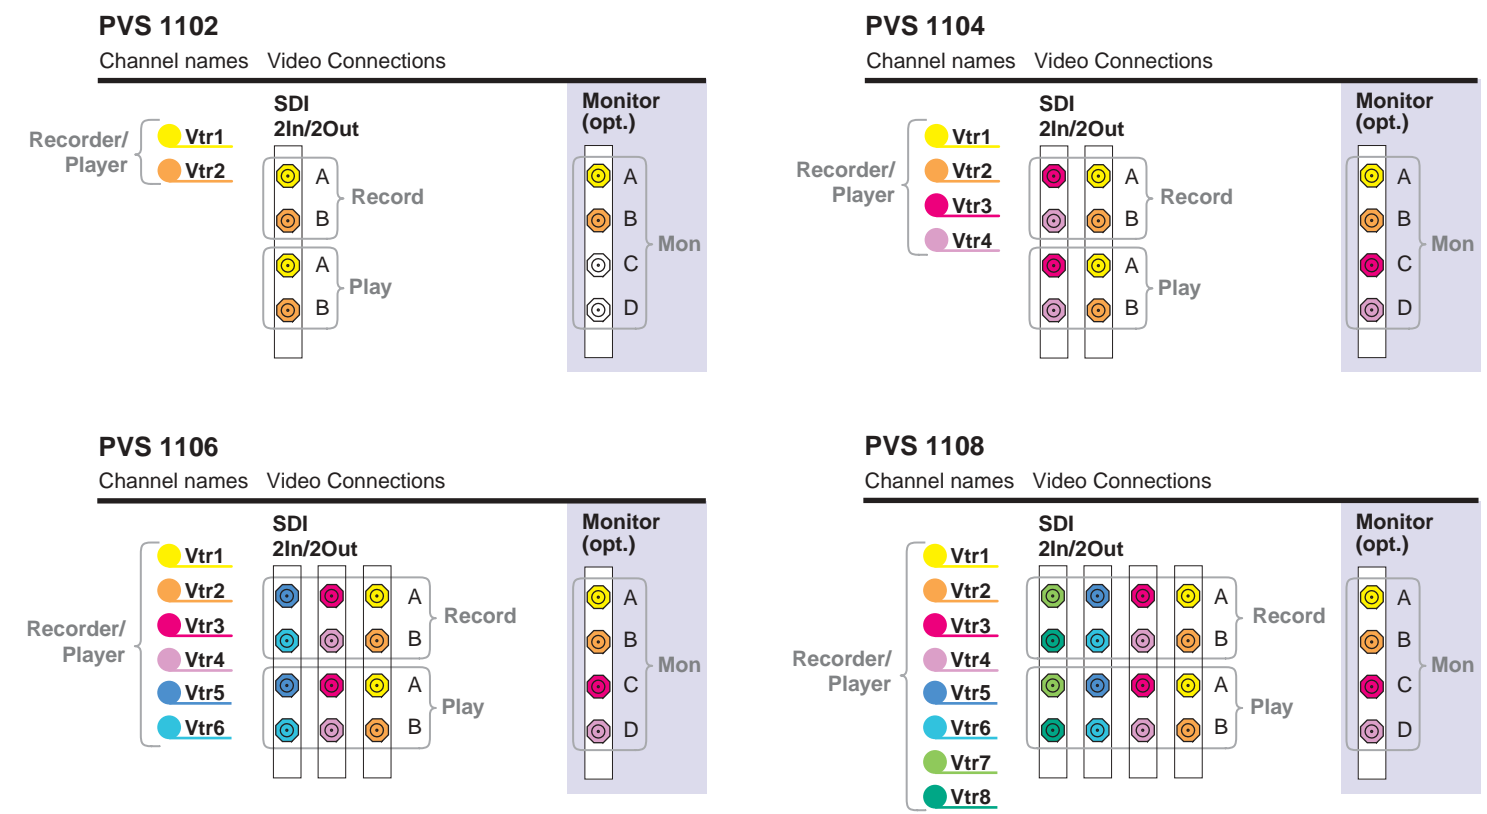 PVS 1102
Channel names Video Connections
SDI
2In/2Out
Monitor
(opt.)
Recorder/
Player
Vtr1
Vtr2
A
B
Record
A
B
Play
A
B
C
D
Mon
PVS 1104
Channel names Video Connections
SDI
2In/2Out
Monitor
(opt.)
Recorder/
Player
Vtr1
Vtr2
Vtr3
Vtr4
A
B
Record
A
B
Play
A
B
C
D
Mon
PVS 1106
Channel names Video Connections
SDI
2In/2Out
Monitor
(opt.)
Recorder/
Player
Vtr1
Vtr2
Vtr3
Vtr4
Vtr5
Vtr6
A
B
Record
A
B
Play
A
B
C
D
Mon
PVS 1108
Channel names Video Connections
SDI
2In/2Out
Monitor
(opt.)
Recorder/
Player
Vtr1
Vtr2
Vtr3
Vtr4
Vtr5
Vtr6
Vtr7
Vtr8
A
B
Record
A
B
Play
A
B
C
D
Mon